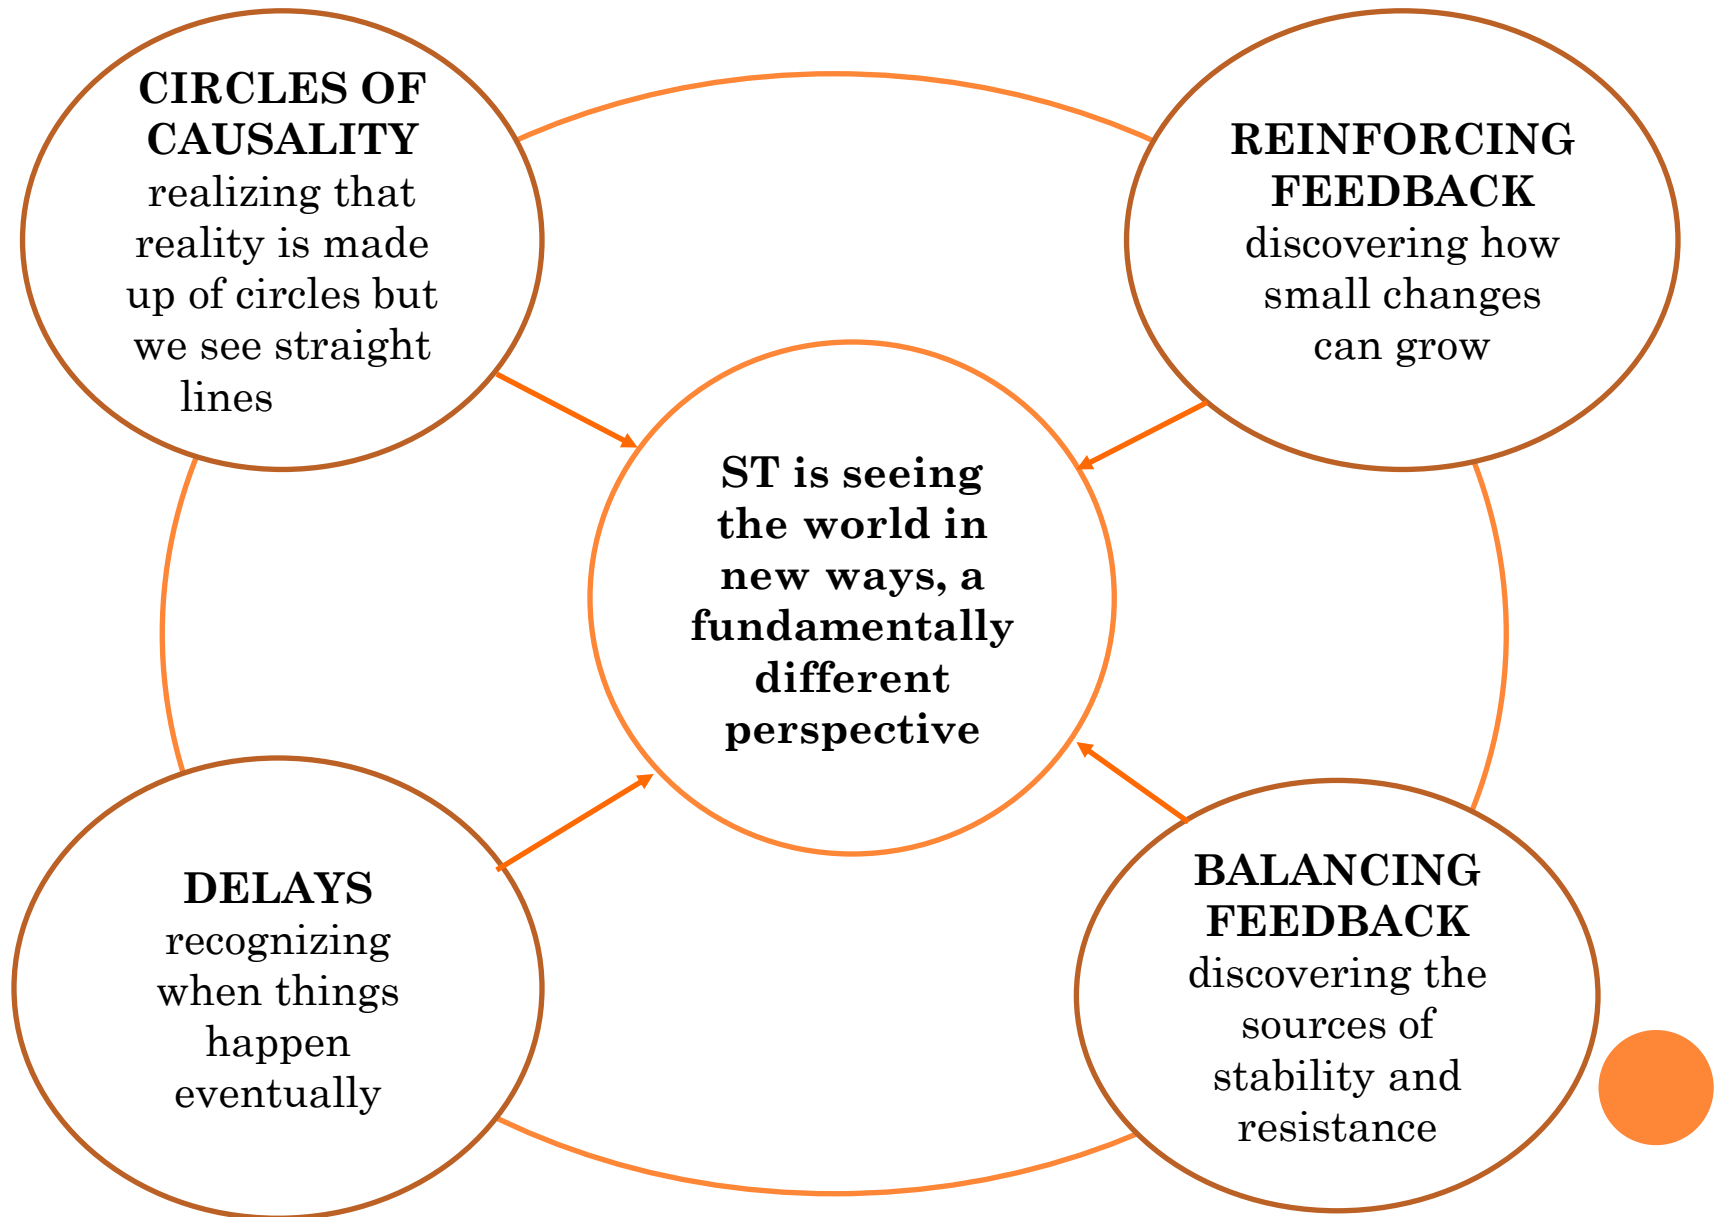 CIRCLES OF
CAUSALITY
realizing that
reality is made
up of circles but
we see straight
lines
REINFORCING
FEEDBACK
discovering how
small changes
can grow
ST is seeing
the world in
new ways, a
fundamentally
different
perspective
DELAYS
recognizing
when things
happen
eventually
BALANCING
FEEDBACK
discovering the
sources of
stability and
resistance